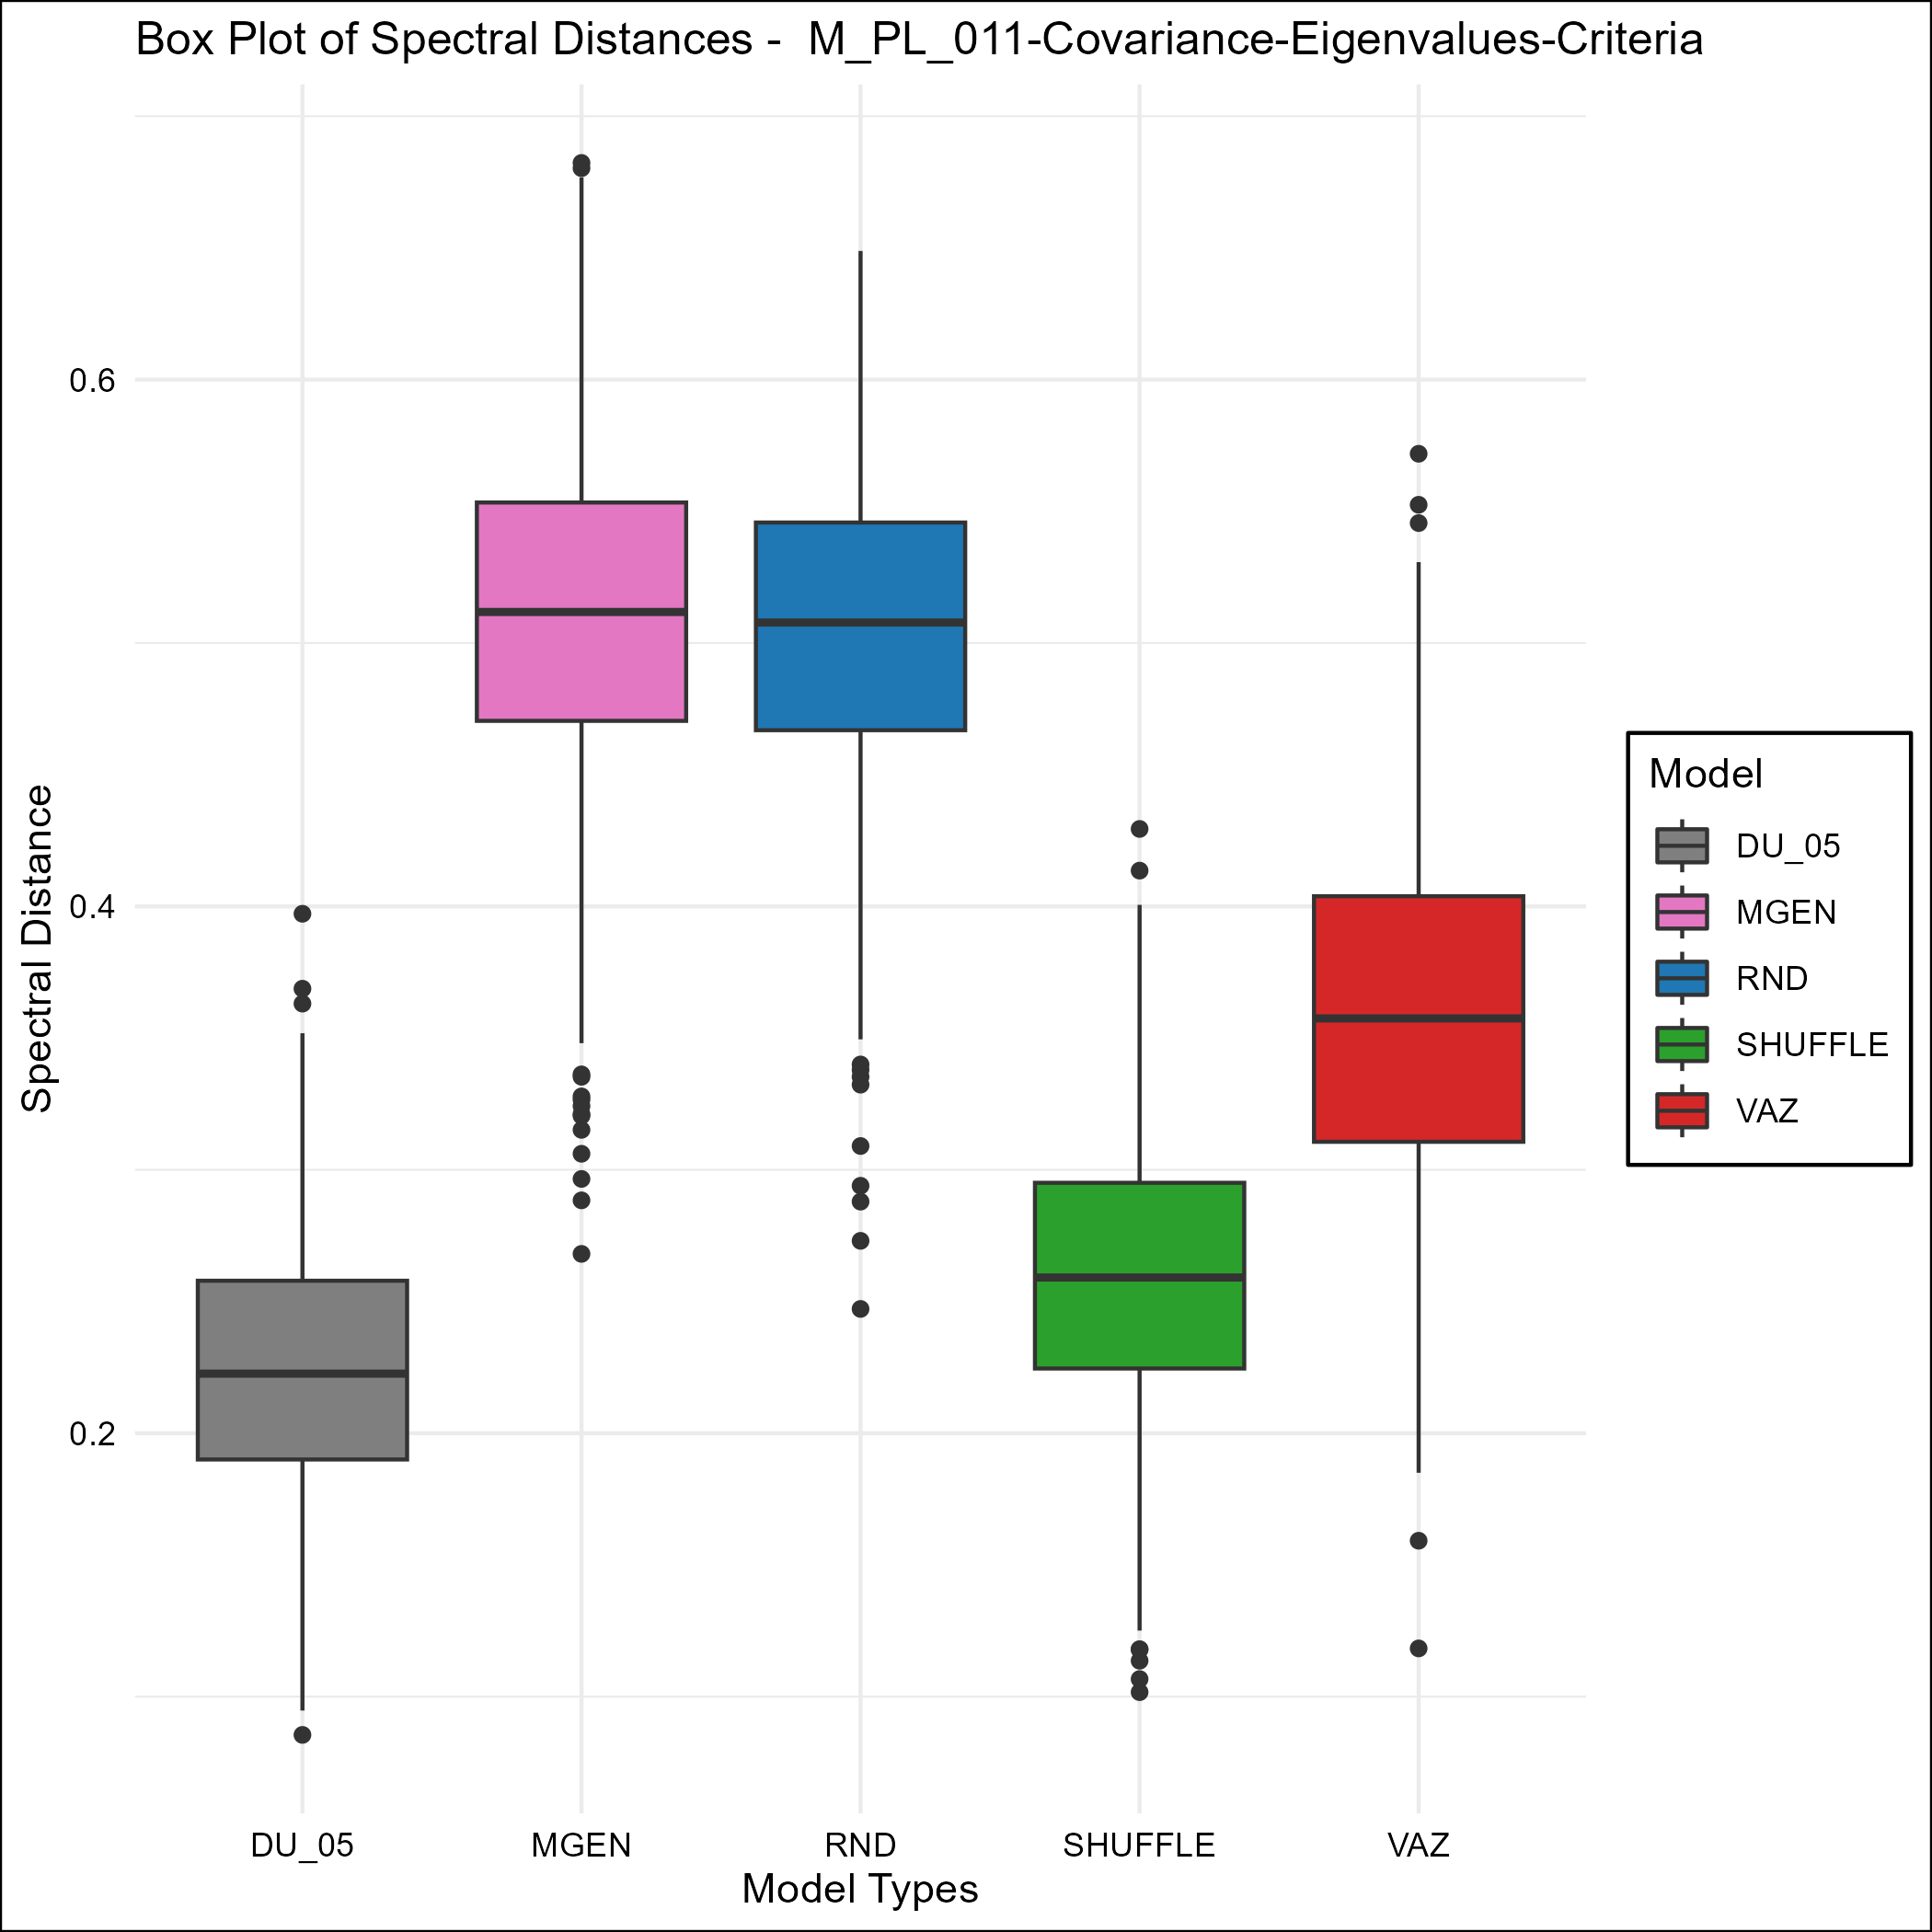 Box Plot of Spectral Distances -  M_PL_011-Covariance-Eigenvalues-Criteria
Spectral Distance
0.6
0.4
0.2
DU_05
MGEN
RND
SHUFFLE
VAZ
Model Types
Model
DU_05
MGEN
RND
SHUFFLE
VAZ